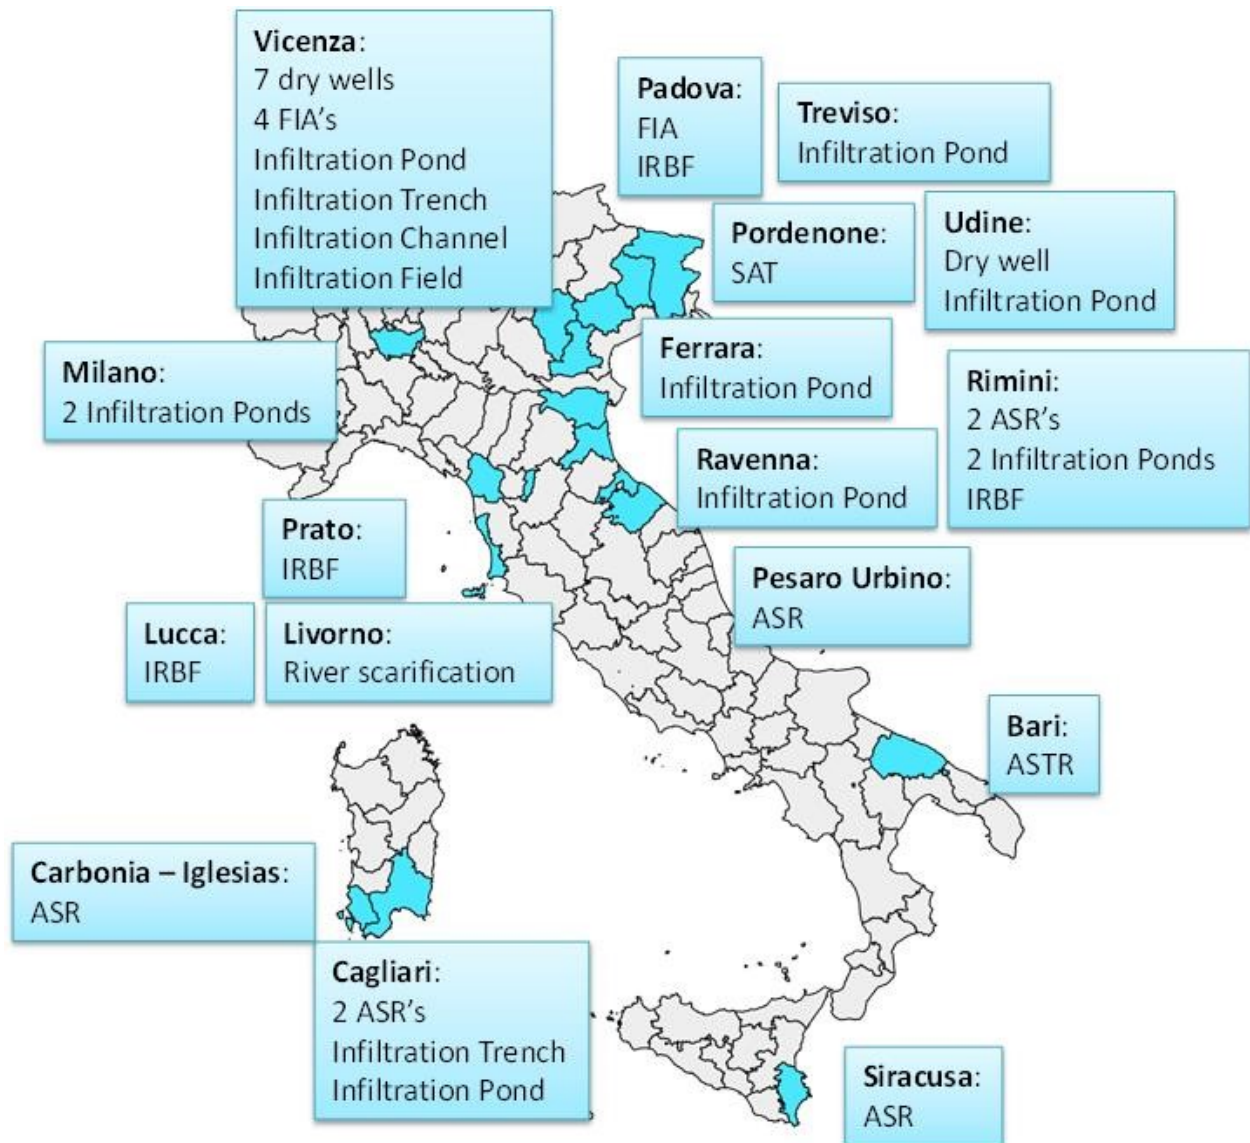 Vicenza:
7 dry wells
4 FIA’s
Infiltration Pond
Infiltration Trench
Infiltration Channel
Infiltration Field
Padova:
FIA
IRBF
Treviso:
Infiltration Pond
Pordenone:
SAT
Udine:
Dry well
Infiltration Pond
Milano:
2 Infiltration Ponds
Ferrara:
Infiltration Pond
Rimini:
2 ASR’s
2 Infiltration Ponds
IRBF
Ravenna:
Infiltration Pond
Prato:
IRBF
Pesaro Urbino:
ASR
Lucca:
IRBF
Livorno:
River scarification
Bari:
ASTR
Carbonia – Iglesias:
ASR
Cagliari:
2 ASR’s
Infiltration Trench
Infiltration Pond
Siracusa:
ASR